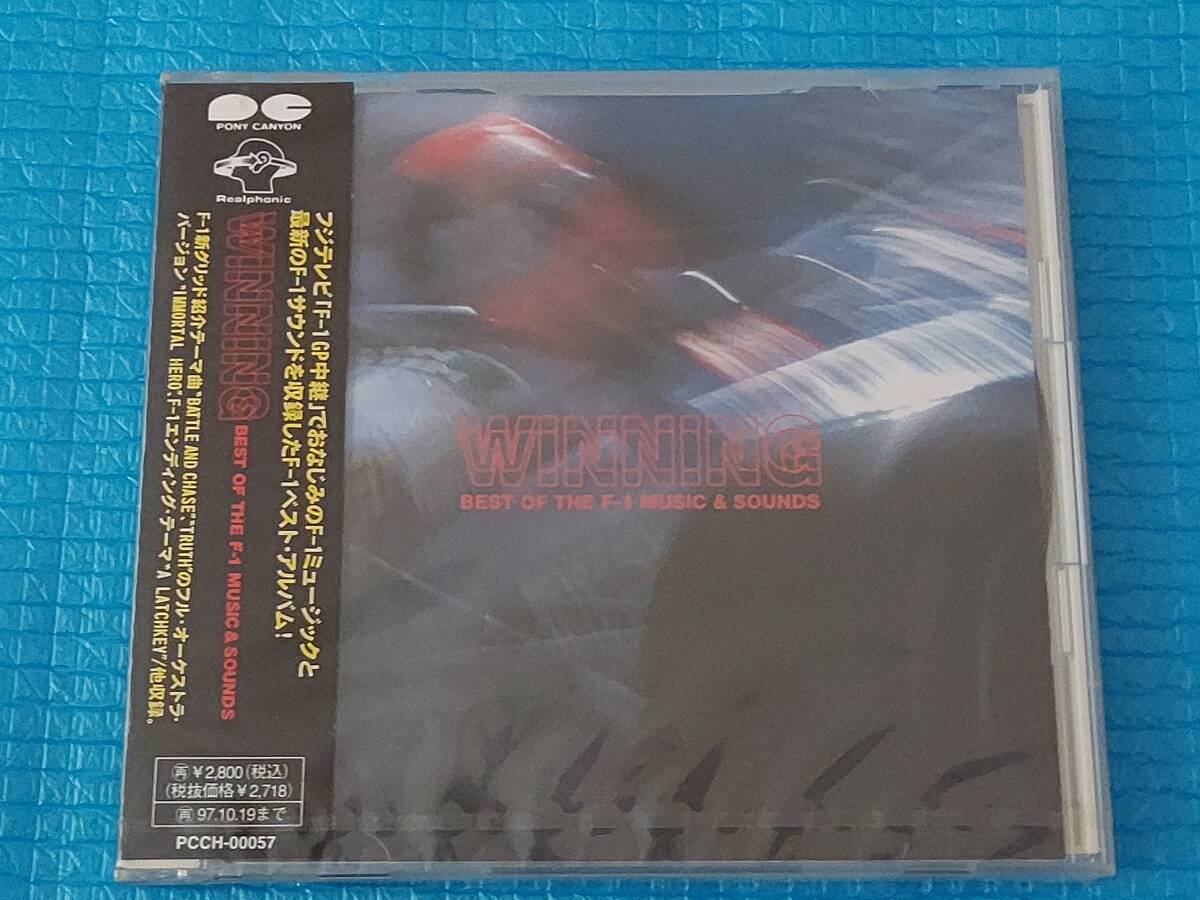 PONY CANYON
Realphonic
フジテレビ「F-1GP中継」でおなじみのF-1ミュージックと
最新のF-1サウンドを収録したF-1ベスト・アルバム!
WINNING BEST OF THE F-1 MUSIC & SOUNDS
F-1新グリッド紹介テーマ曲"BATTLE AND CHASE","TRUTH"のフル・オーケストラ・
バージョン"IMMORTAL HERO",F-1エンディング・テーマ"A LATCHKEY"/他収録。
再¥2,800(税込)
(税抜価格¥2,718)
再97.10.19まで
PCCH-00057
WINNING
BEST OF THE F-1 MUSIC & SOUNDS